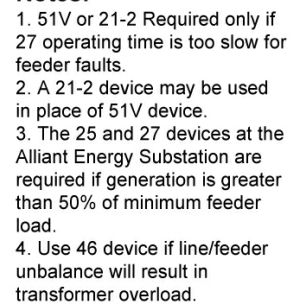 1. 51V or 21-2 Required only if
27 operating time is too slow for
feeder faults.
2. A 21-2 device may be used
in place of 51V device.
3. The 25 and 27 devices at the
Alliant Energy Substation are
required if generation is greater
than 50% of minimum feeder
load.
4. Use 46 device if line/feeder
unbalance will result in
transformer overload.